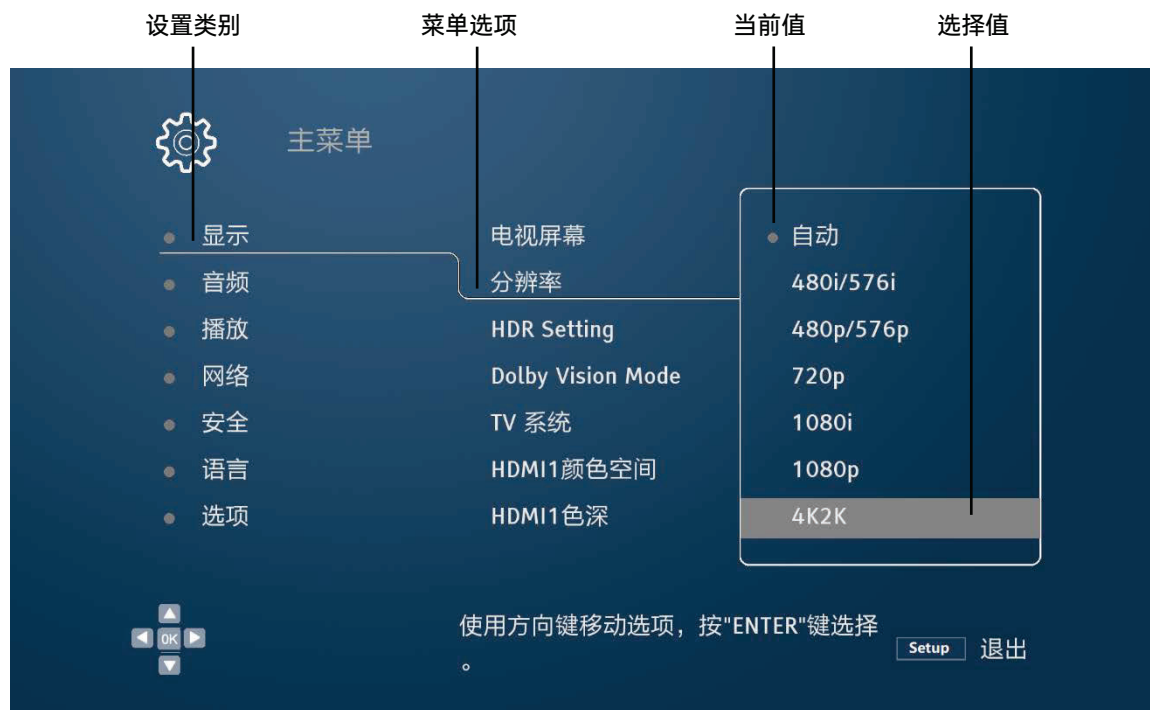 设置类别 菜单选项 当前值 选择值
主菜单
显示 电视屏幕 自动
音频 分辨率 480i/576i
播放 HDR Setting 480p/576p
网络 Dolby Vision Mode 720p
安全 TV 系统 1080i
语言 HDMI1颜色空间 1080p
选项 HDMI1色深 4K2K
OK
使用方向键移动选项，按"ENTER"键选择
。
Setup 退出